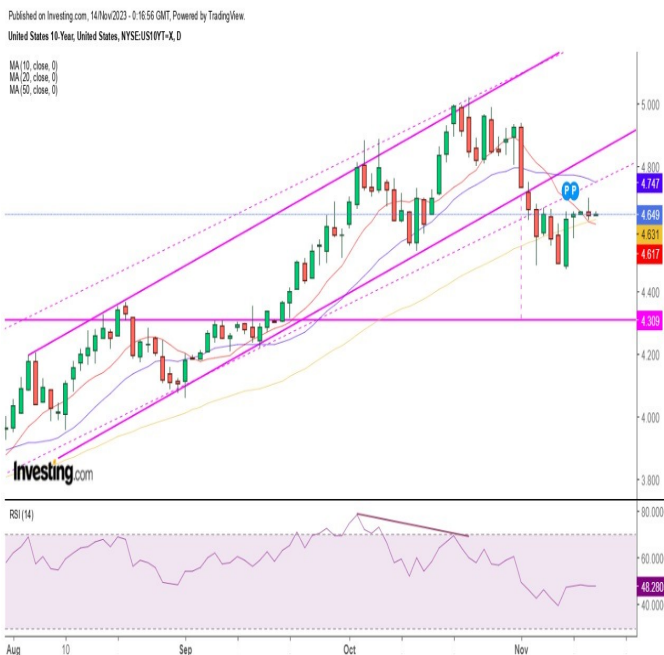 Published on Investing.com, 14/Nov/2023 - 0:16:56 GMT, Powered by TradingView.
United States 10-Year, United States, NYSE:US10YT=X, D
MA (10, close, 0)
MA (20, close, 0)
MA (50, close, 0)
5.000
4.800
P P
4.747
4.649
4.631
4.617
4.400
4.309
4.200
4.000
Investing.com
3.800
RSI (14)
80.000
60.000
48.280
40.000
Aug 10 Sep Oct Nov